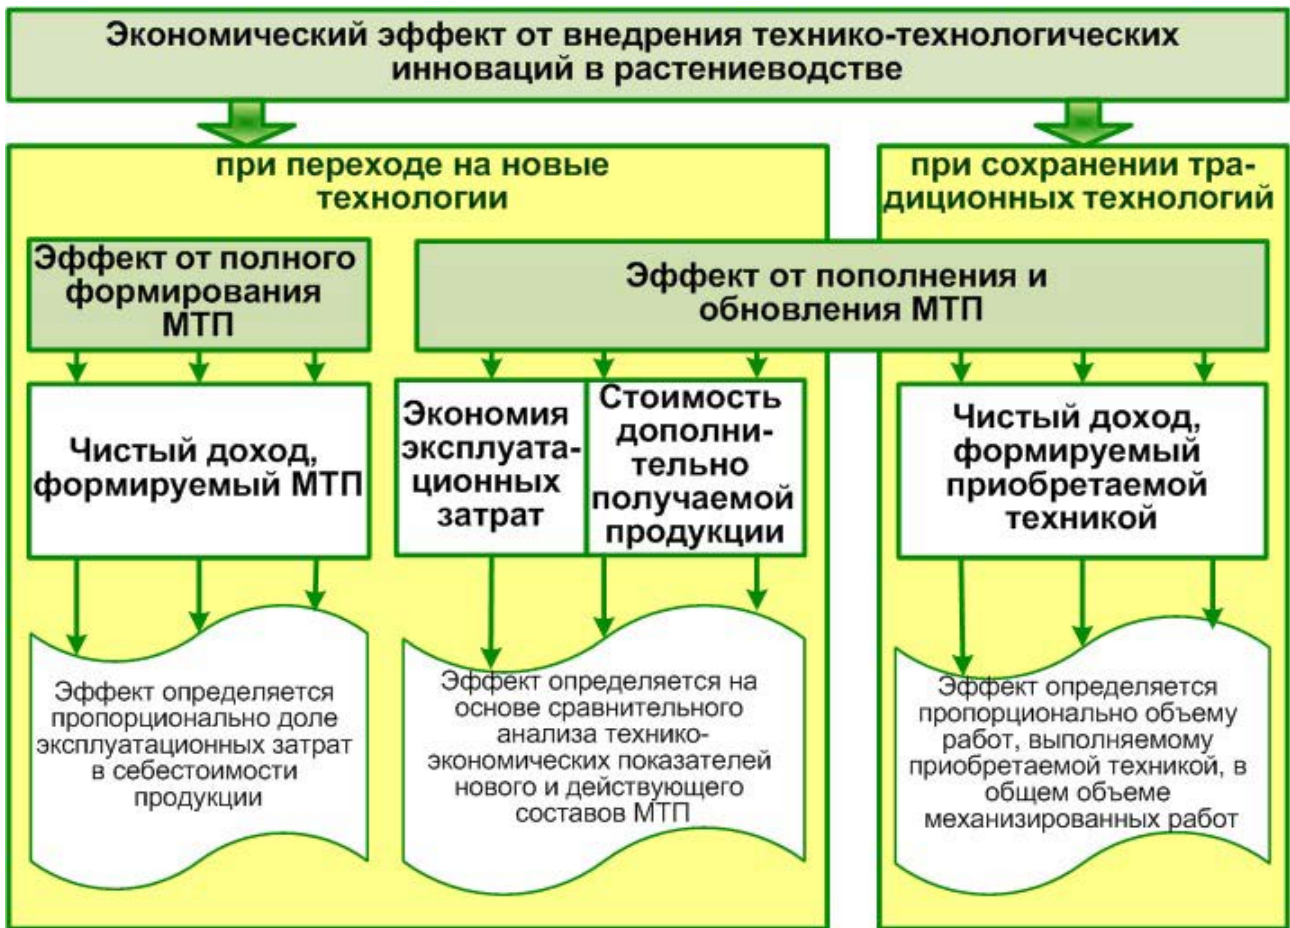 Экономический эффект от внедрения технико-технологических
инноваций в растениеводстве
при переходе на новые
технологии
Эффект от полного
формирования
МТП
Чистый доход,
формируемый МТП
Эффект определяется
пропорционально доле
эксплуатационных затрат
в себестоимости
продукции
Эффект от пополнения и
обновления МТП
Экономия
эксплуата-
ционных
затрат
Стоимость
дополни-
тельно
получаемой
продукции
Эффект определяется на
основе сравнительного
анализа технико-
экономических показателей
нового и действующего
составов МТП
при сохранении тра-
диционных технологий
Чистый доход,
формируемый
приобретаемой
техникой
Эффект определяется
пропорционально объему
работ, выполняемому
приобретаемой техникой, в
общем объеме
механизированных работ